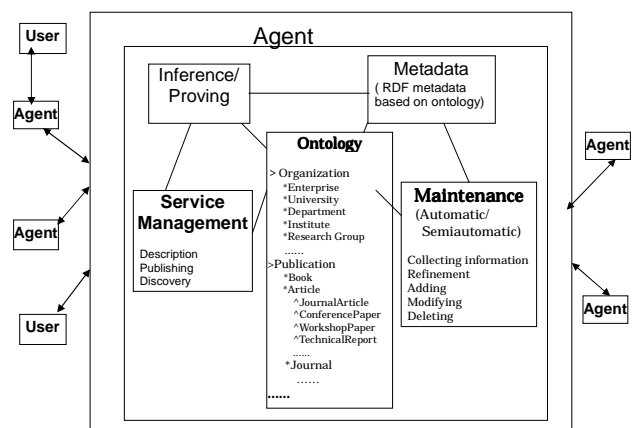 User
Agent
Agent
User
Agent
Inference/
Proving
Metadata
( RDF metadata
based on ontology)
Ontology
> Organization
*Enterprise
*University
*Department
*Institute
*Research Group
......
>Publication
*Book
*Article
^JournalArticle
^ConferencePaper
^WorkshopPaper
^TechnicalReport
......
*Journal
......
......
Service
Management
Description
Publishing
Discovery
Maintenance
(Automatic/
Semiautomatic)
Collecting information
Refinement
Adding
Modifying
Deleting
Agent
Agent